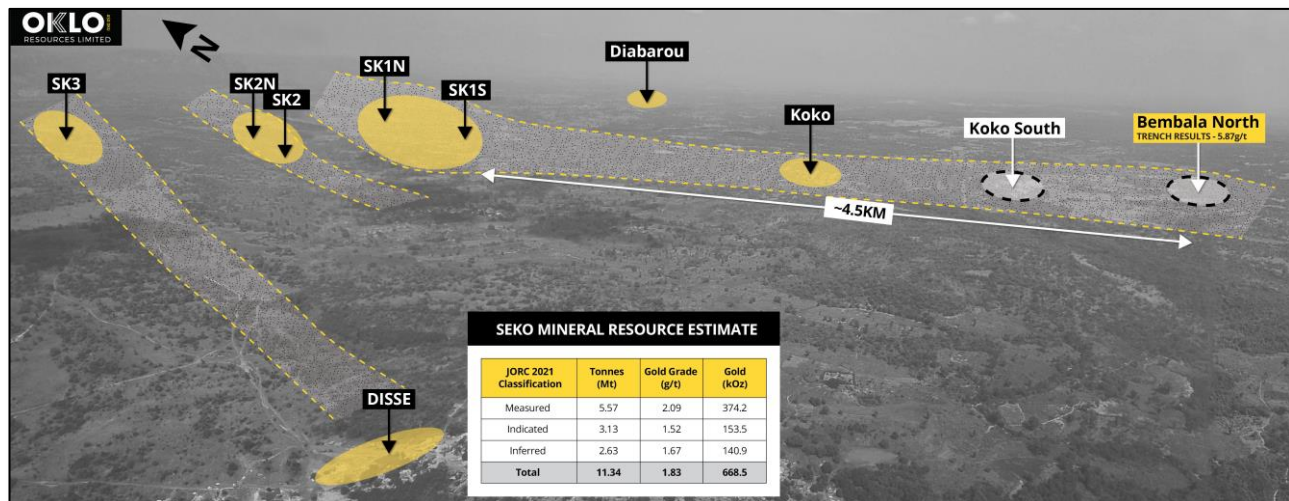 OKLO
RESOURCES LIMITED
N
SK3
SK2N
SK2
SK1N
SK1S
Diabarou
Koko
Koko South
Bembala North
TRENCH RESULTS - 5.87g/t
~4.5KM
DISSE
SEKO MINERAL RESOURCE ESTIMATE
JORC 2021 Classification Tonnes (Mt) Gold Grade (g/t) Gold (kOz)
Measured 5.57 2.09 374.2
Indicated 3.13 1.52 153.5
Inferred 2.63 1.67 140.9
Total 11.34 1.83 668.5